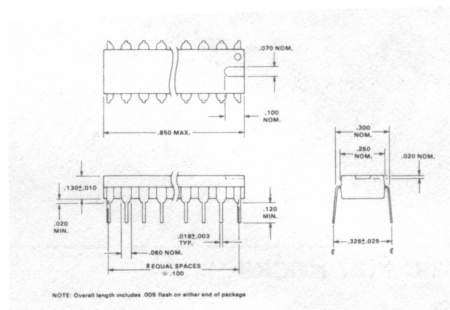 .070 NOM.
.100
NOM.
.850 MAX.
.300
NOM.
.250
NOM.
.020 NOM.
.130±.010
.020
MIN.
.120
MIN.
.018±.003
TYP.
.060 NOM.
8 EQUAL SPACES
@ .100
.325±.025
NOTE: Overall length includes .005 flash on either end of package